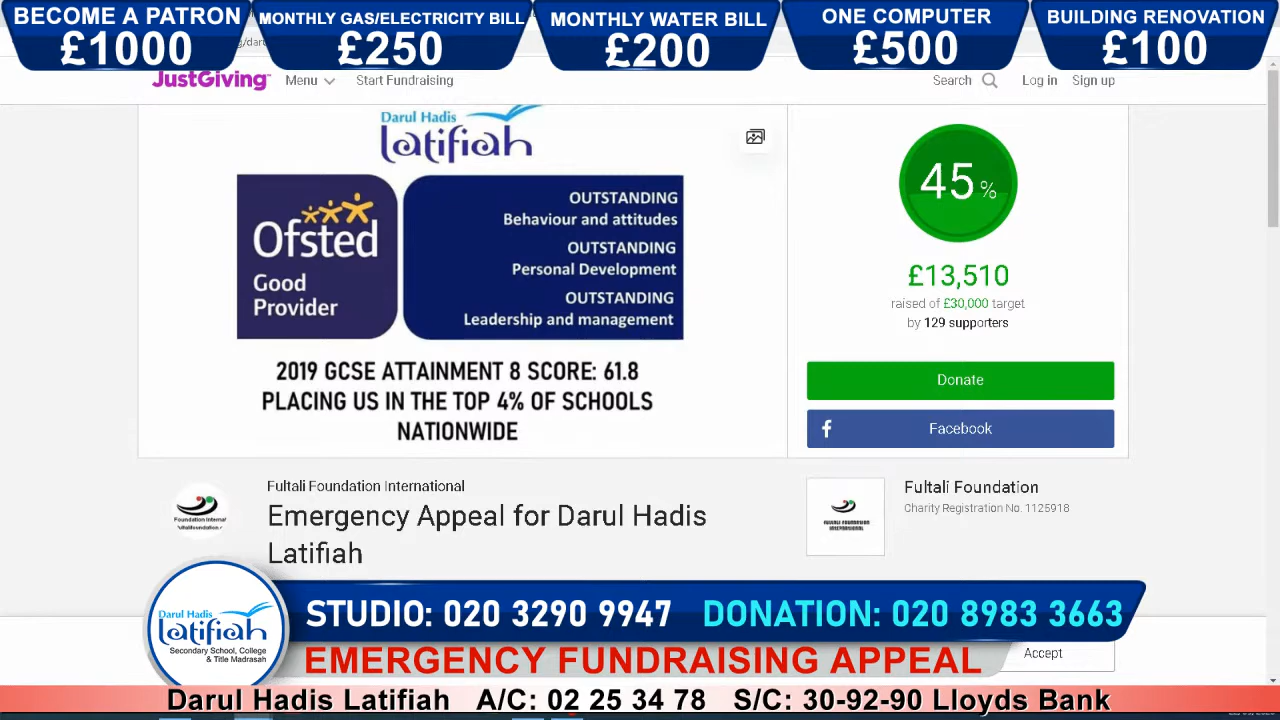 BECOME A PATRON
£1000
MONTHLY GAS/ELECTRICITY BILL
£250
MONTHLY WATER BILL
£200
ONE COMPUTER
£500
BUILDING RENOVATION
£100
JustGiving
Menu
Start Fundraising
Search
Log in
Sign up
Darul Hadis
latifiah
Ofsted
Good
Provider
OUTSTANDING
Behaviour and attitudes
OUTSTANDING
Personal Development
OUTSTANDING
Leadership and management
2019 GCSE ATTAINMENT 8 SCORE: 61.8
PLACING US IN THE TOP 4% OF SCHOOLS
NATIONWIDE
45 %
£13,510
raised of £30,000 target
by 129 supporters
Donate
Facebook
Fultali Foundation International
Emergency Appeal for Darul Hadis
Latifiah
Fultali Foundation
Charity Registration No. 1125918
FULTALI FOUNDATION
INTERNATIONAL
Darul Hadis
latifiah
Secondary School, College
& Title Madrasah
STUDIO: 020 3290 9947 DONATION: 020 8983 3663
EMERGENCY FUNDRAISING APPEAL
Accept
Darul Hadis Latifiah A/C: 02 25 34 78 S/C: 30-92-90 Lloyds Bank